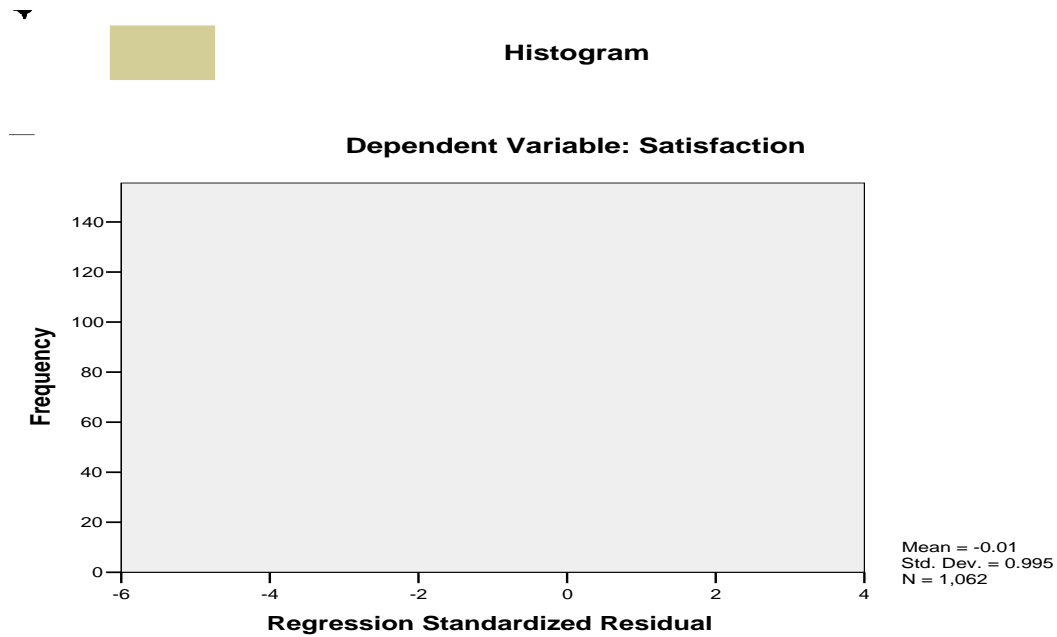 Histogram
Dependent Variable: Satisfaction
140
120
100
80
60
40
20
0
Frequency
-6 -4 -2 0 2 4
Regression Standardized Residual
Mean = -0.01
Std. Dev. = 0.995
N = 1,062